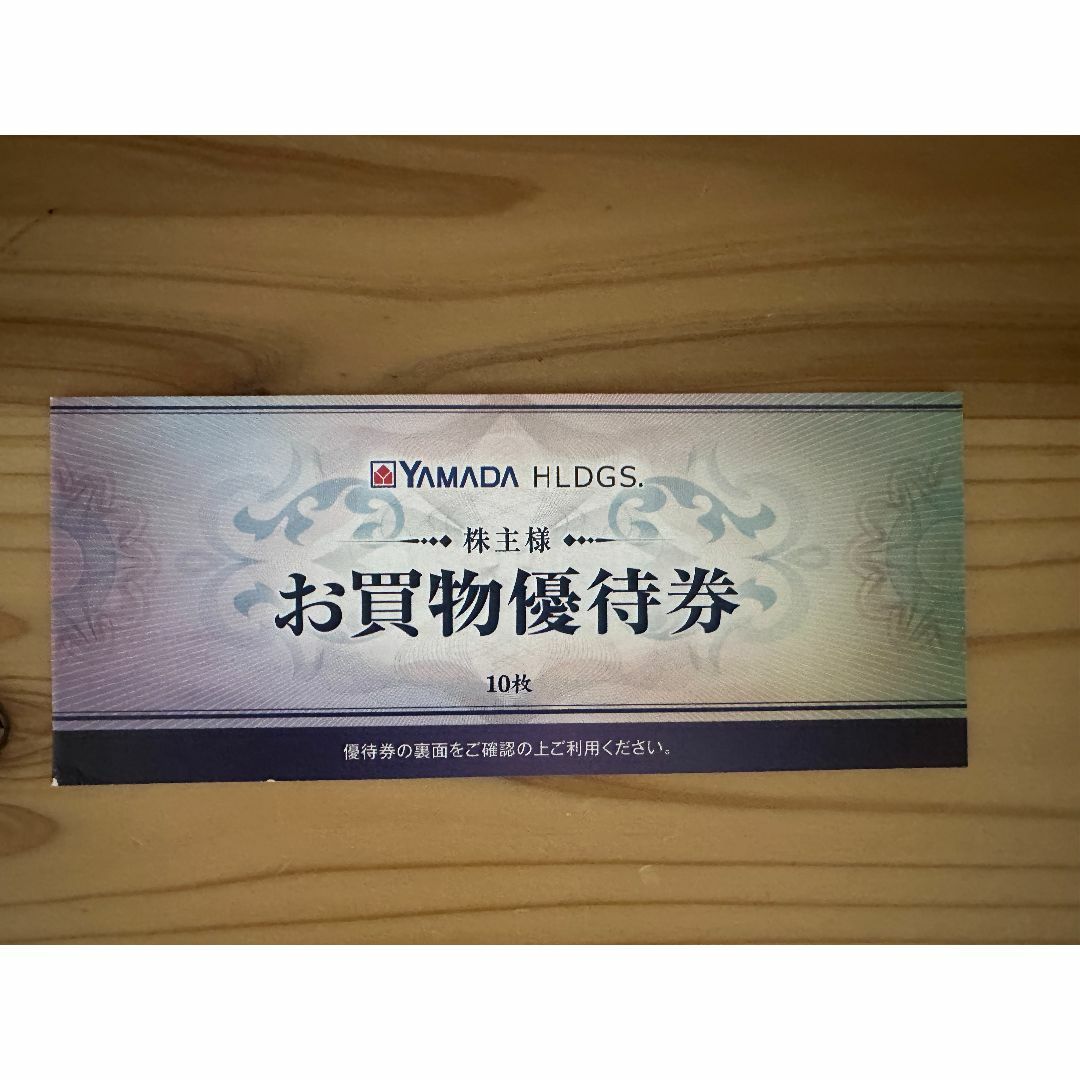 YAMADA HLDGS.
株主様
お買物優待券
10枚
優待券の裏面をご確認の上ご利用ください。